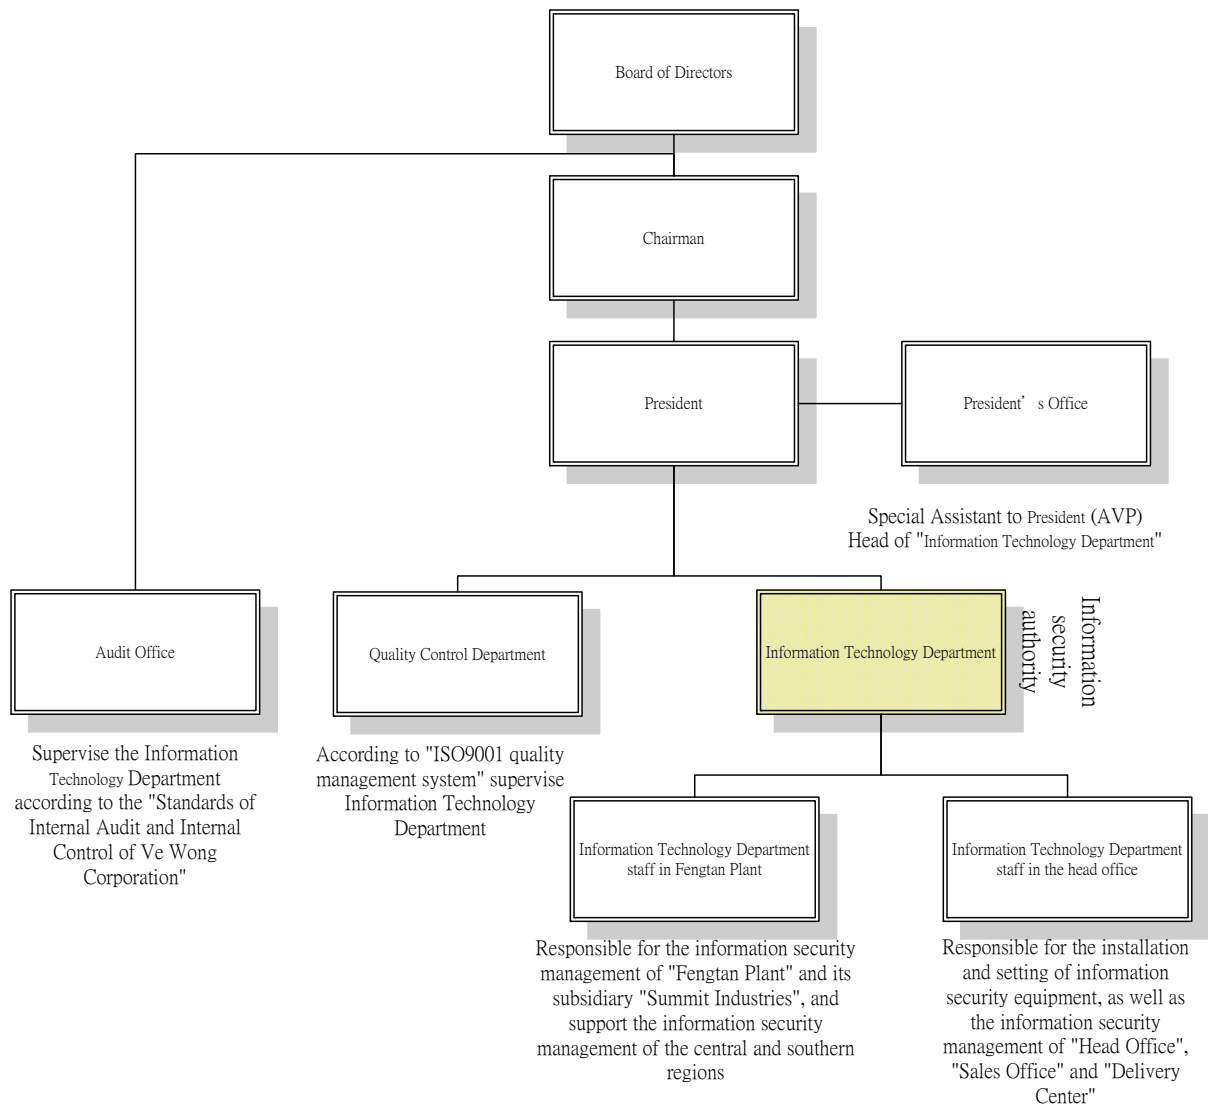 Board of Directors
Chairman
President
President’s Office
Special Assistant to President (AVP)
Head of "Information Technology Department"
Audit Office
Supervise the Information
Technology Department
according to the "Standards of
Internal Audit and Internal
Control of Ve Wong
Corporation"
Quality Control Department
According to "ISO9001 quality
management system" supervise
Information Technology
Department
Information Technology Department
Information
security
authority
Information Technology Department
staff in Fengtan Plant
Responsible for the information security
management of "Fengtan Plant" and its
subsidiary "Summit Industries", and
support the information security
management of the central and southern
regions
Information Technology Department
staff in the head office
Responsible for the installation
and setting of information
security equipment, as well as
the information security
management of "Head Office",
"Sales Office" and "Delivery
Center"